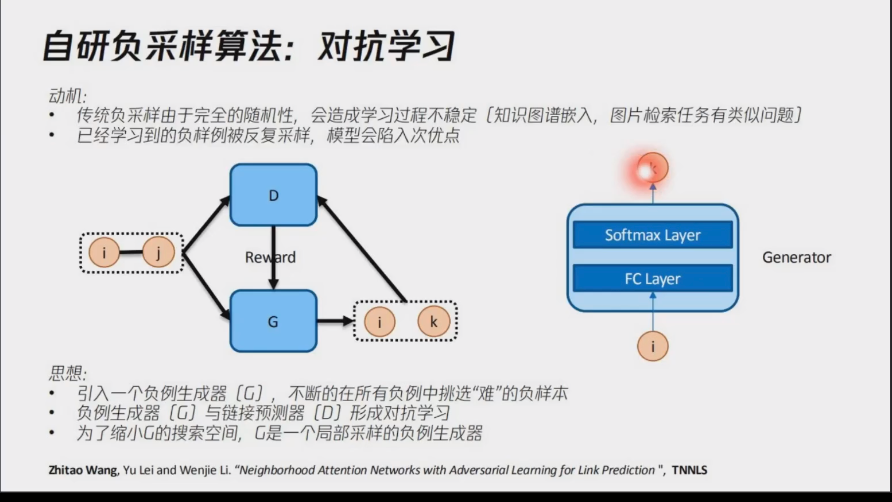 自研负采样算法：对抗学习
动机:
• 传统负采样由于完全的随机性，会造成学习过程不稳定〔知识图谱嵌入，图片检索任务有类似问题〕
• 已经学习到的负样例被反复采样，模型会陷入次优点
D
Softmax Layer
i j
Reward
Generator
FC Layer
G
i k
i
思想:
• 引入一个负例生成器〔G〕，不断的在所有负例中挑选“难”的负样本
• 负例生成器〔G〕与链接预测器〔D〕形成对抗学习
• 为了缩小G的搜索空间，G是一个局部采样的负例生成器
Zhitao Wang, Yu Lei and Wenjie Li. “Neighborhood Attention Networks with Adversarial Learning for Link Prediction ", TNNLS